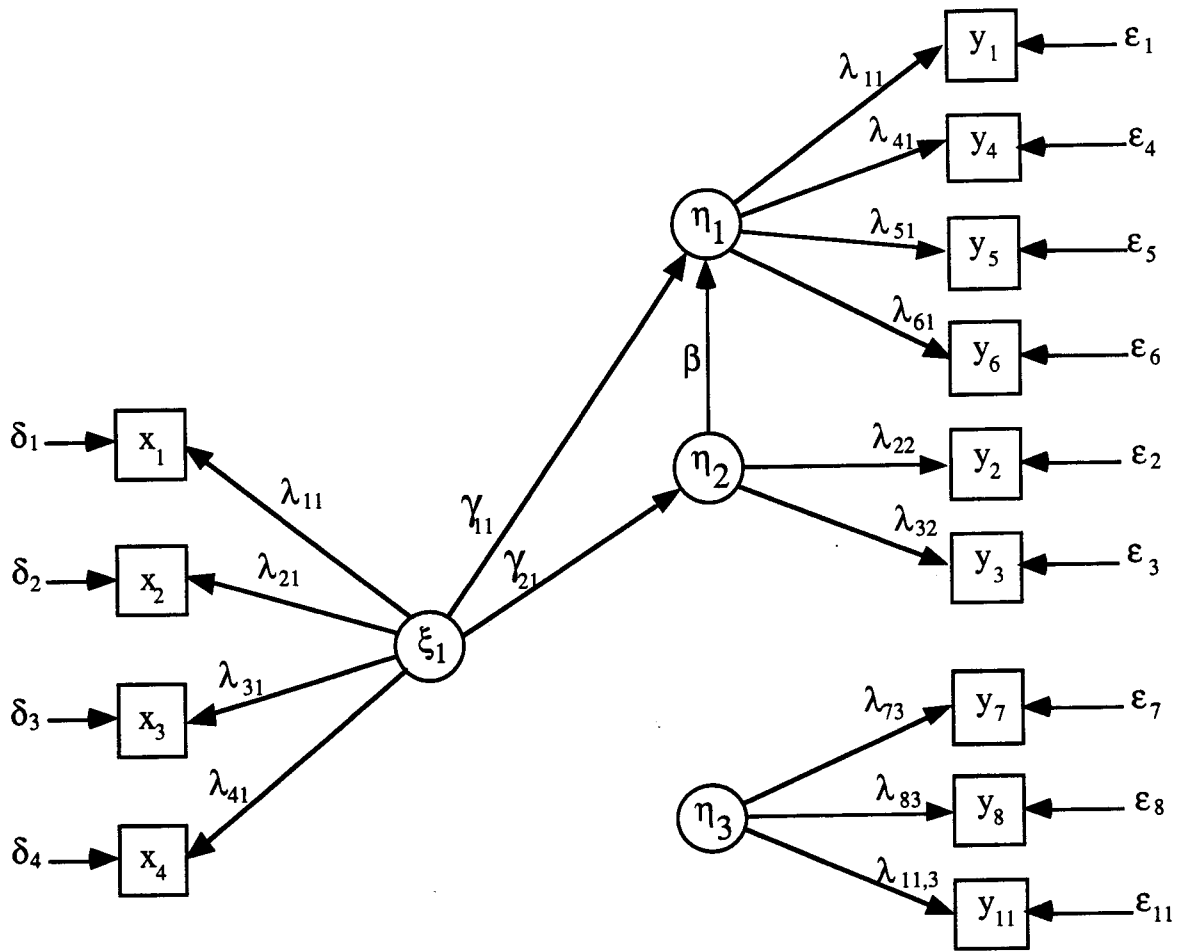 y1 ε1
λ11
λ41 y4 ε4
η1
λ51 y5 ε5
λ61
y6 ε6
β
δ1 x1
η2 λ22 y2 ε2
λ11
γ11
λ32
γ21 y3 ε3
δ2 x2 λ21
ξ1
λ31
δ3 x3
λ73 y7 ε7
λ41
η3 λ83 y8 ε8
δ4 x4
λ11,3
y11 ε11